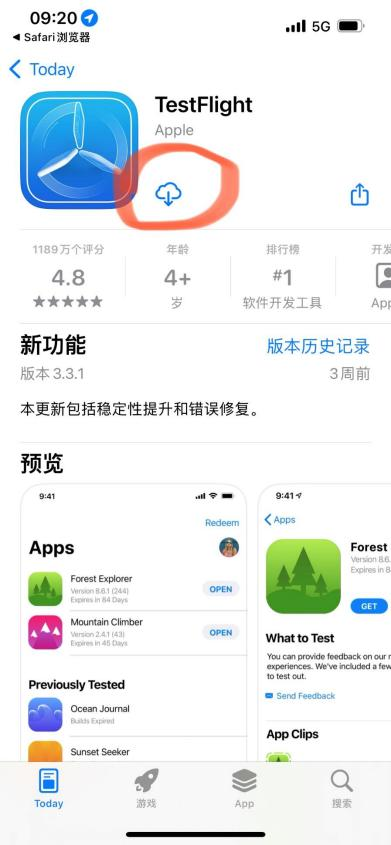 09:20
5G
Safari浏览器
Today
TestFlight
Apple
1189万个评分
年龄
排行榜
开发
4.8
4+
#1
岁
软件开发工具
App
新功能
版本历史记录
版本 3.3.1
3周前
本更新包括稳定性提升和错误修复。
预览
9:41
Redeem
Apps
Forest Explorer
Version 8.6.1 (244)
Expires in 84 Days
OPEN
Mountain Climber
Version 2.4.1 (43)
Expires in 45 Days
OPEN
Previously Tested
Ocean Journal
Builds Expired
Sunset Seeker
9:41
Apps
Forest
Version 8.6.
Expires in 8
GET
What to Test
You can provide feedback on our
experiences. We've included a few
to test out.
Send Feedback
App Clips
Today
游戏
App
搜索